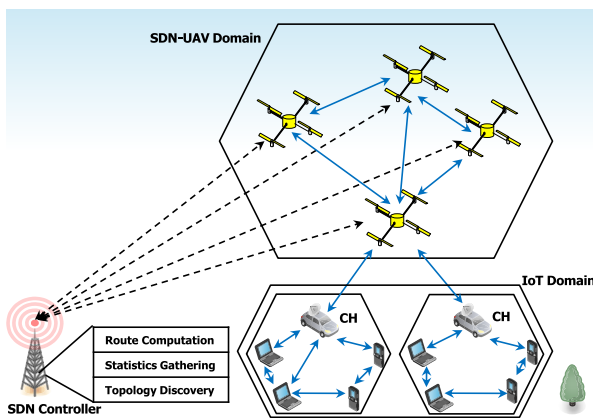 SDN-UAV Domain
IoT Domain
CH
CH
Route Computation
Statistics Gathering
Topology Discovery
SDN Controller